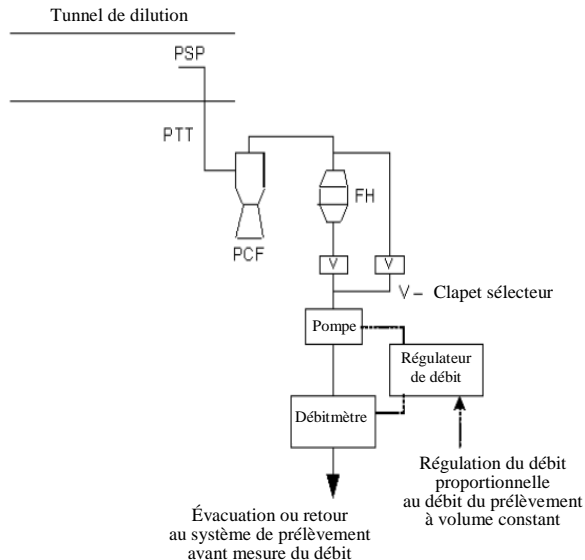 Tunnel de dilution
PSP
PTT
FH
PCF
V
V
V – Clapet sélecteur
Pompe
Régulateur
de débit
Débitmètre
Régulation du débit
proportionnelle
au débit du prélèvement
à volume constant
Évacuation ou retour
au système de prélèvement
avant mesure du débit